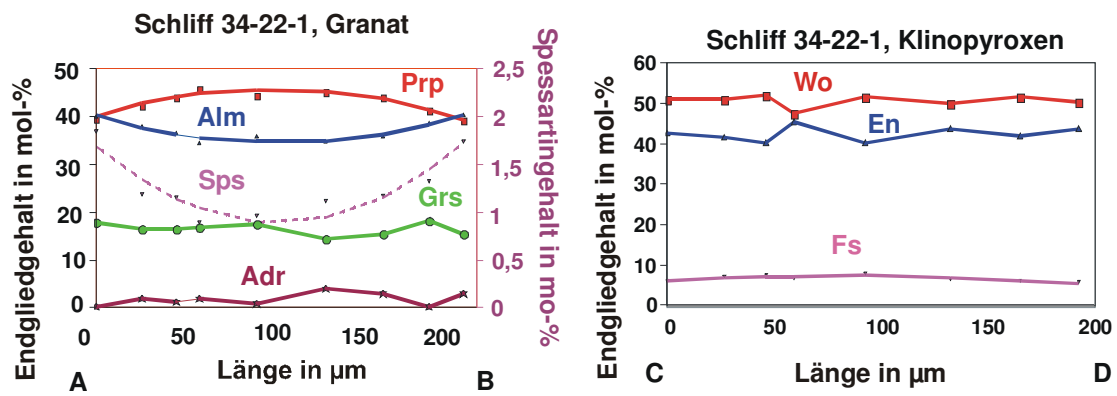 Schliff 34-22-1, Granat
Endgliedgehalt in mol-%
50
40
30
20
10
0
Prp
Alm
Sps
Grs
Adr
2,5
2
1,5
1
0,5
0
Spessartingehalt in mo-%
0 50 100 150 200
A Länge in µm B
Schliff 34-22-1, Klinopyroxen
Endgliedgehalt in mol-%
60
50
40
30
20
10
0
Wo
En
Fs
0 50 100 150 200
C Länge in µm D